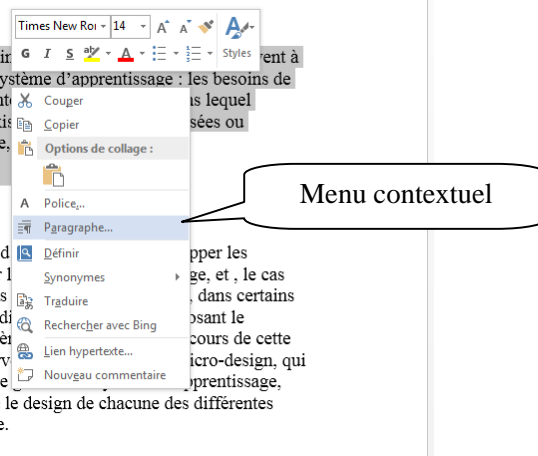 Times New Roı 14 A A A
G I S aby A Styles
vent à
ystème d’apprentissage : les besoins de
Couper
ns lequel
Copier
sées ou
Options de collage :
Menu contextuel
A Police...
Paragraphe...
Définir
pper les
Synonymes
ge, et , le cas
Traduire
, dans certains
Rechercher avec Bing
osant le
cours de cette
Lien hypertexte...
icro-design, qui
Nouveau commentaire
pprentissage,
le design de chacune des différentes
e.